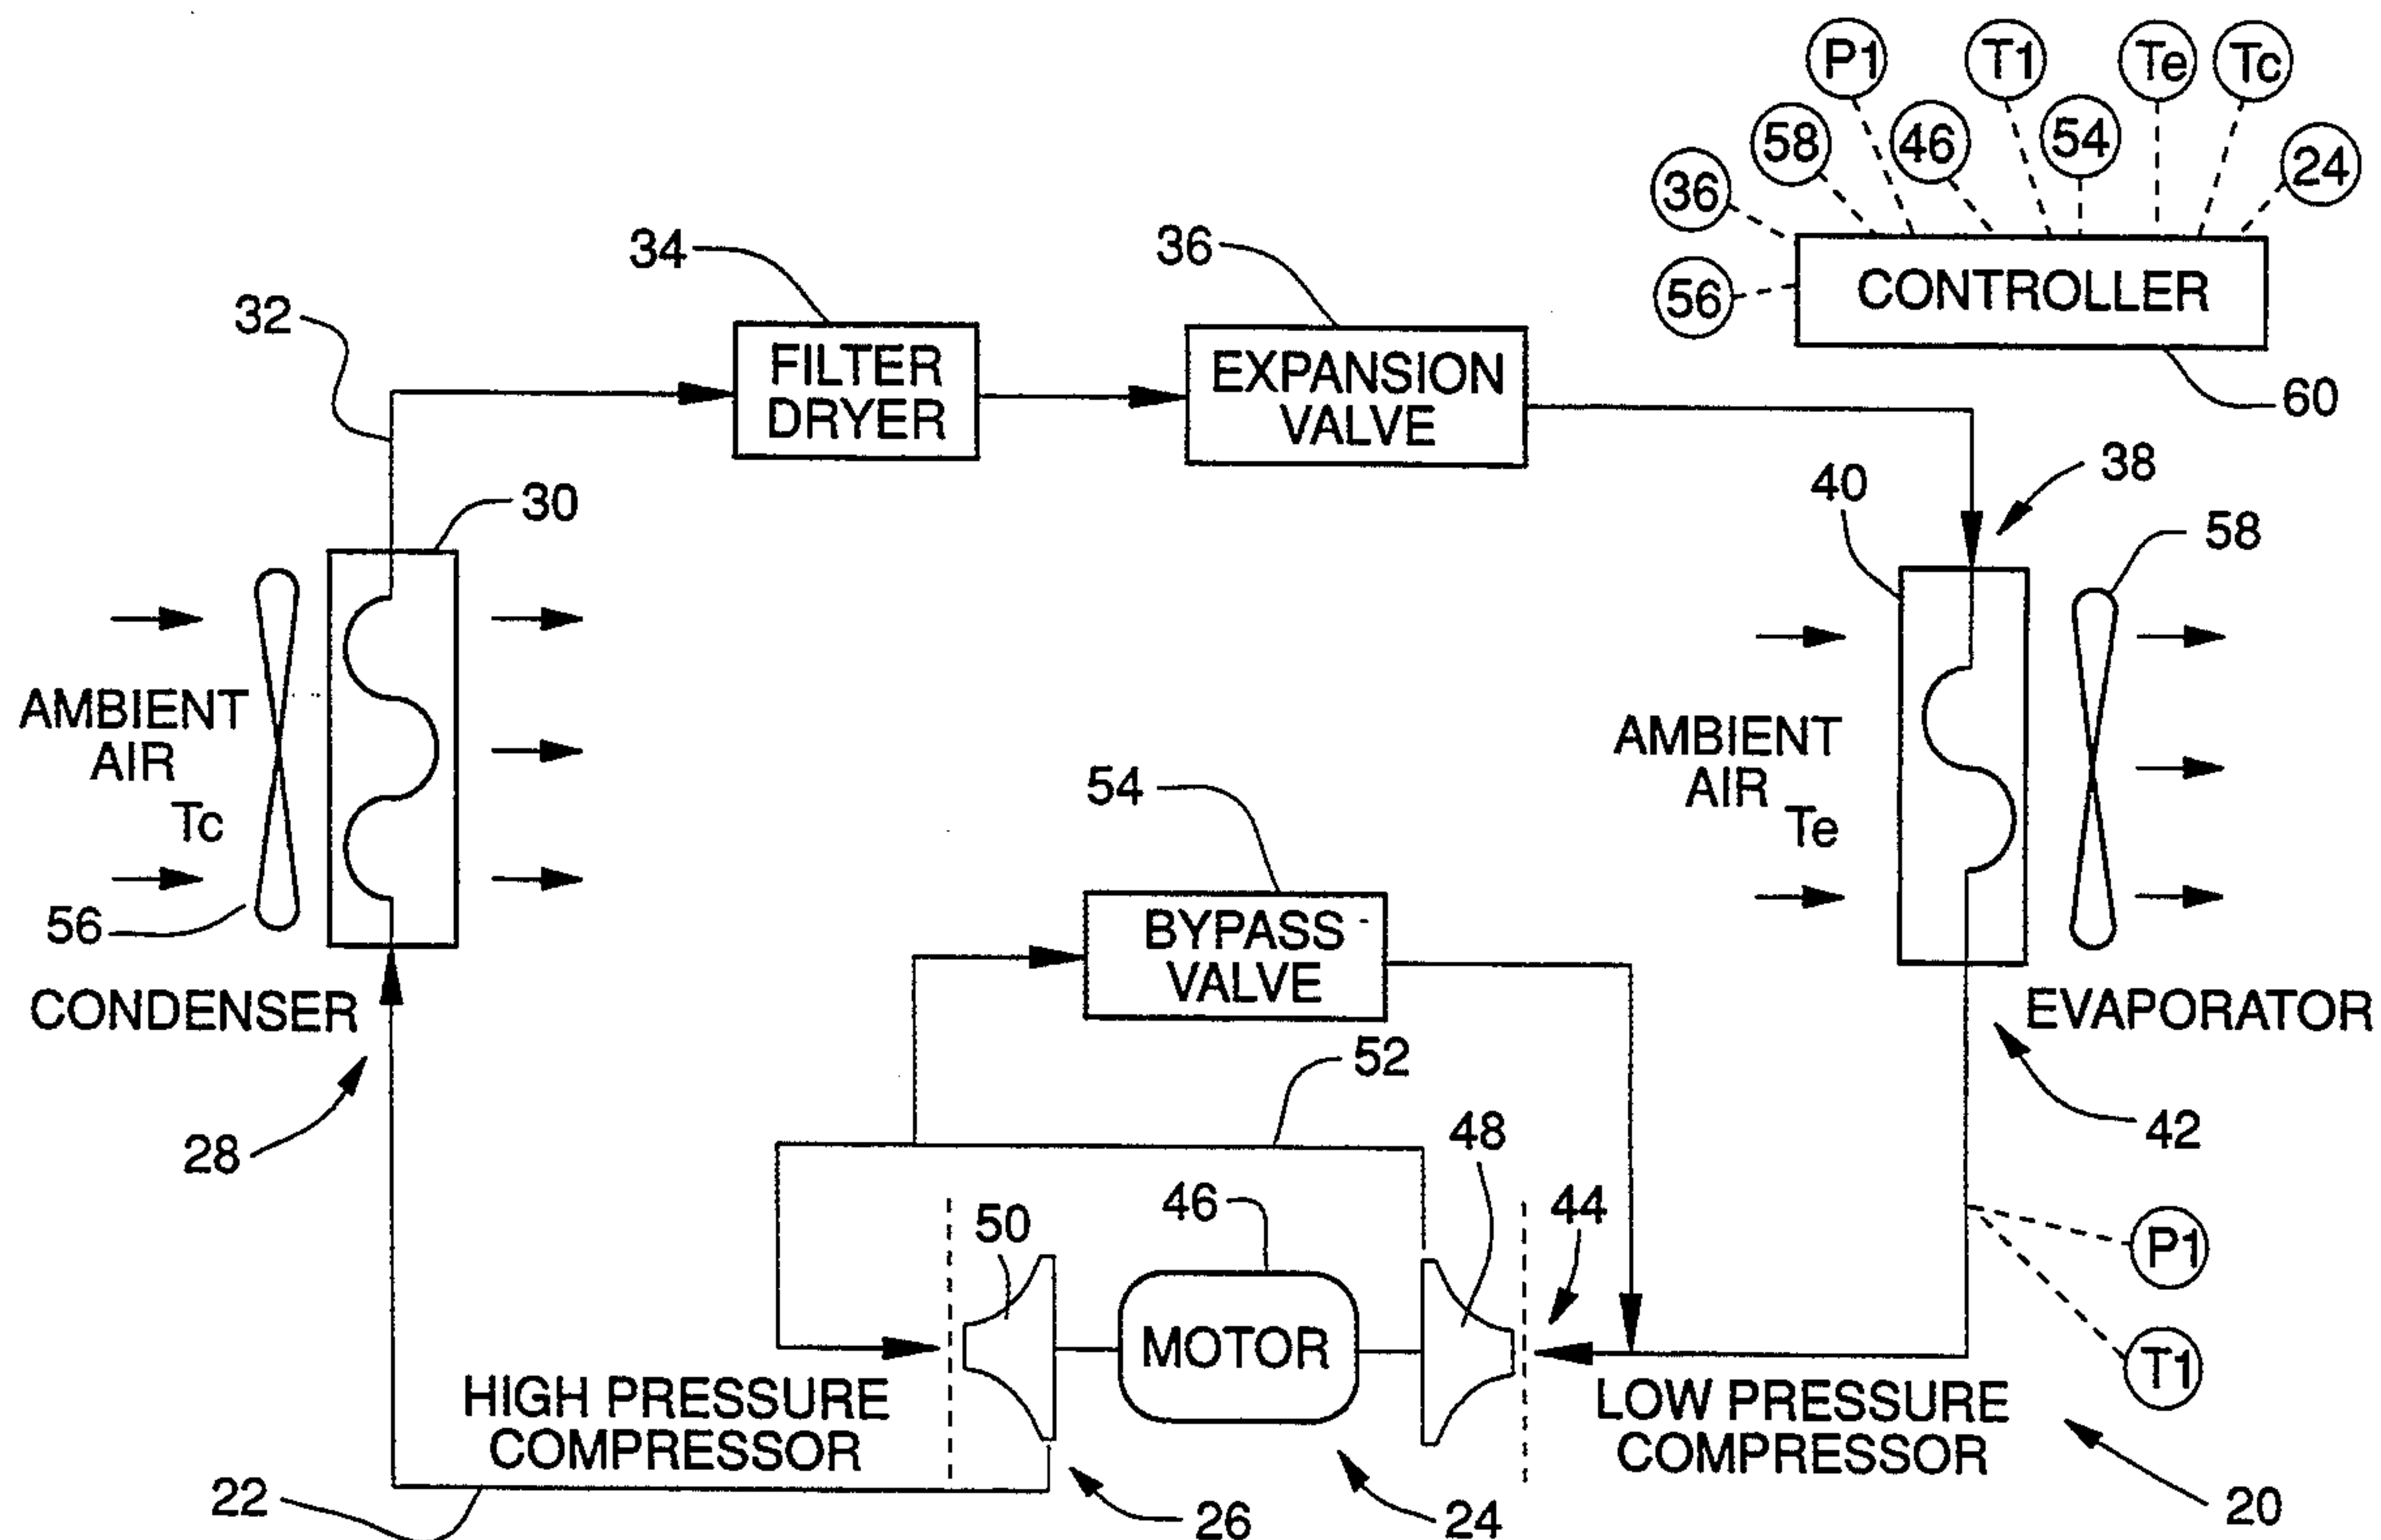 P1
T1
Te
Tc
58
46
54
24
36
56
CONTROLLER
60
34
36
32
FILTER
DRYER
EXPANSION
VALVE
38
40
30
58
AMBIENT
AIR
Tc
AMBIENT
AIR
Te
54
56
BYPASS
VALVE
CONDENSER
EVAPORATOR
52
28
48
42
50
46
44
P1
MOTOR
T1
HIGH PRESSURE
COMPRESSOR
LOW PRESSURE
COMPRESSOR
22
26
24
20